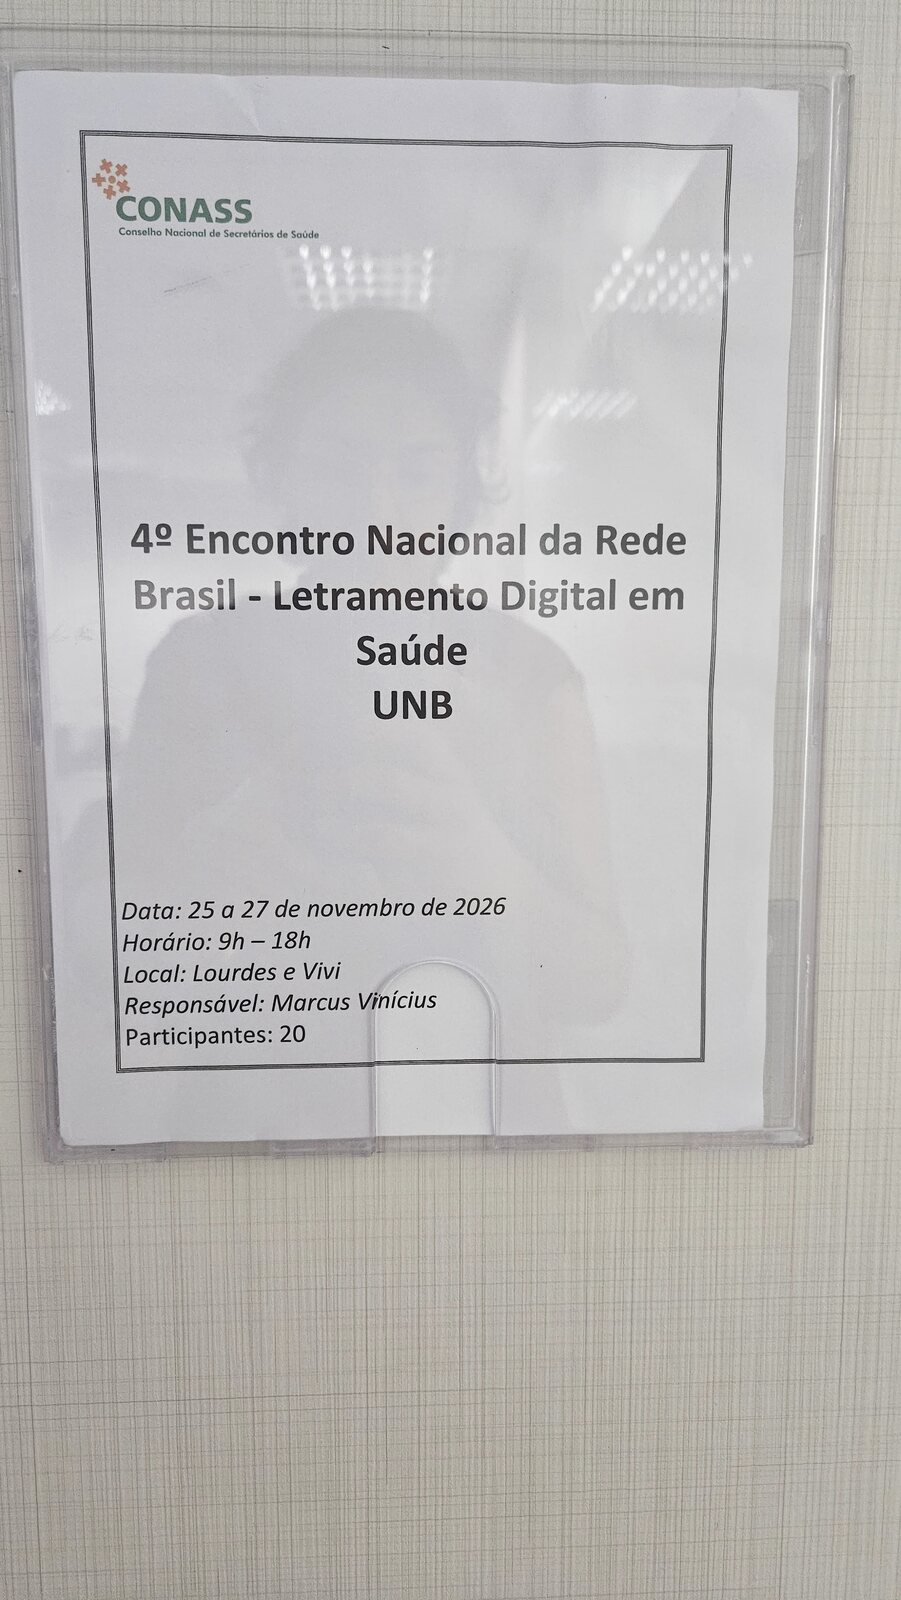 CONASS
Conselho Nacional de Secretários de Saúde
4º Encontro Nacional da Rede
Brasil - Letramento Digital em
Saúde
UNB
Data: 25 a 27 de novembro de 2026
Horário: 9h – 18h
Local: Lourdes e Vivi
Responsável: Marcus Vinícius
Participantes: 20